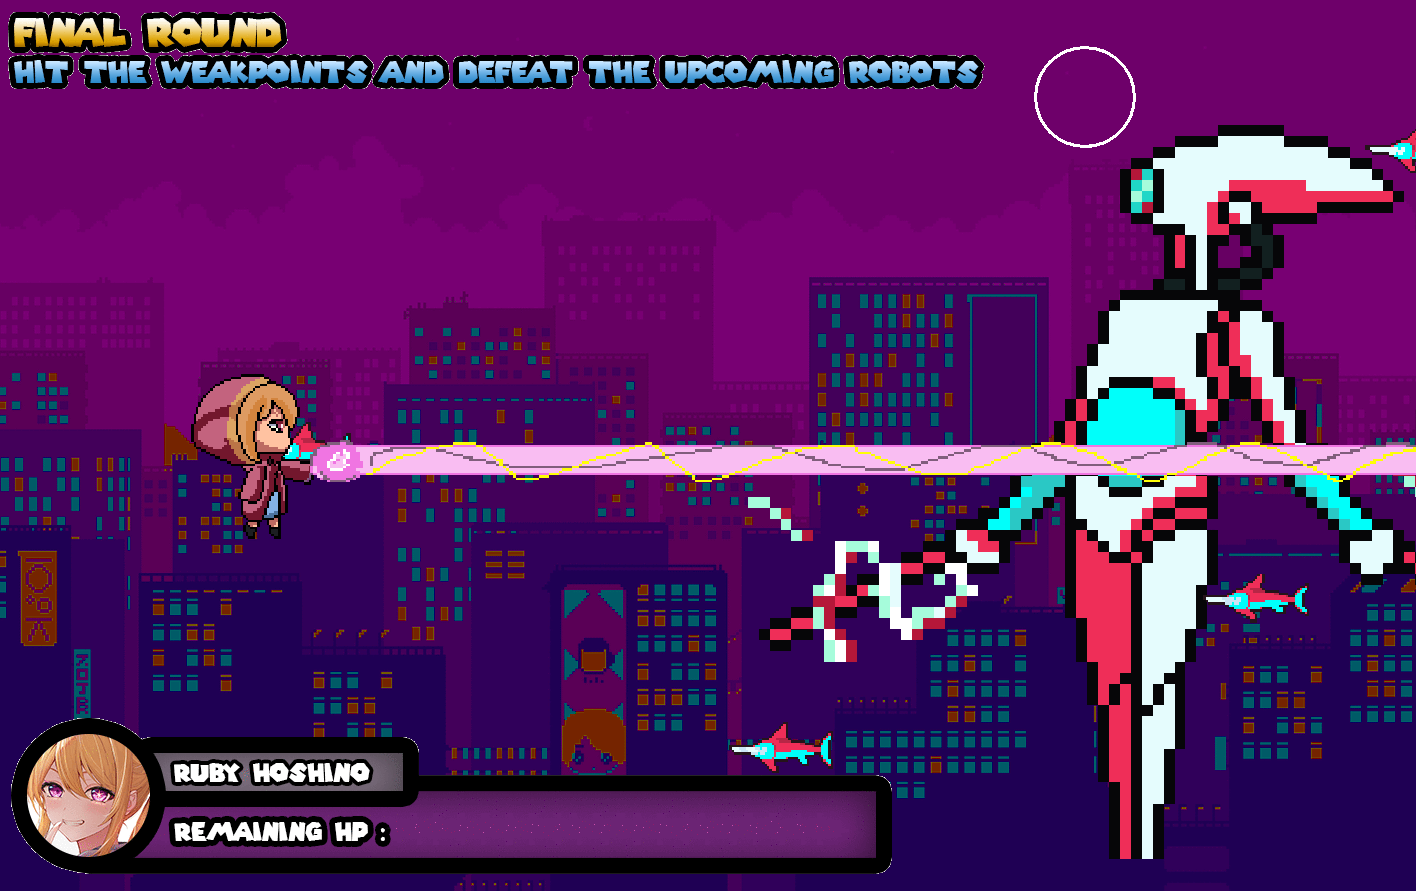 FINAL ROUND
HIT THE WEAKPOINTS AND DEFEAT THE UPCOMING ROBOTS
RUBY HOSHINO
REMAINING HP :